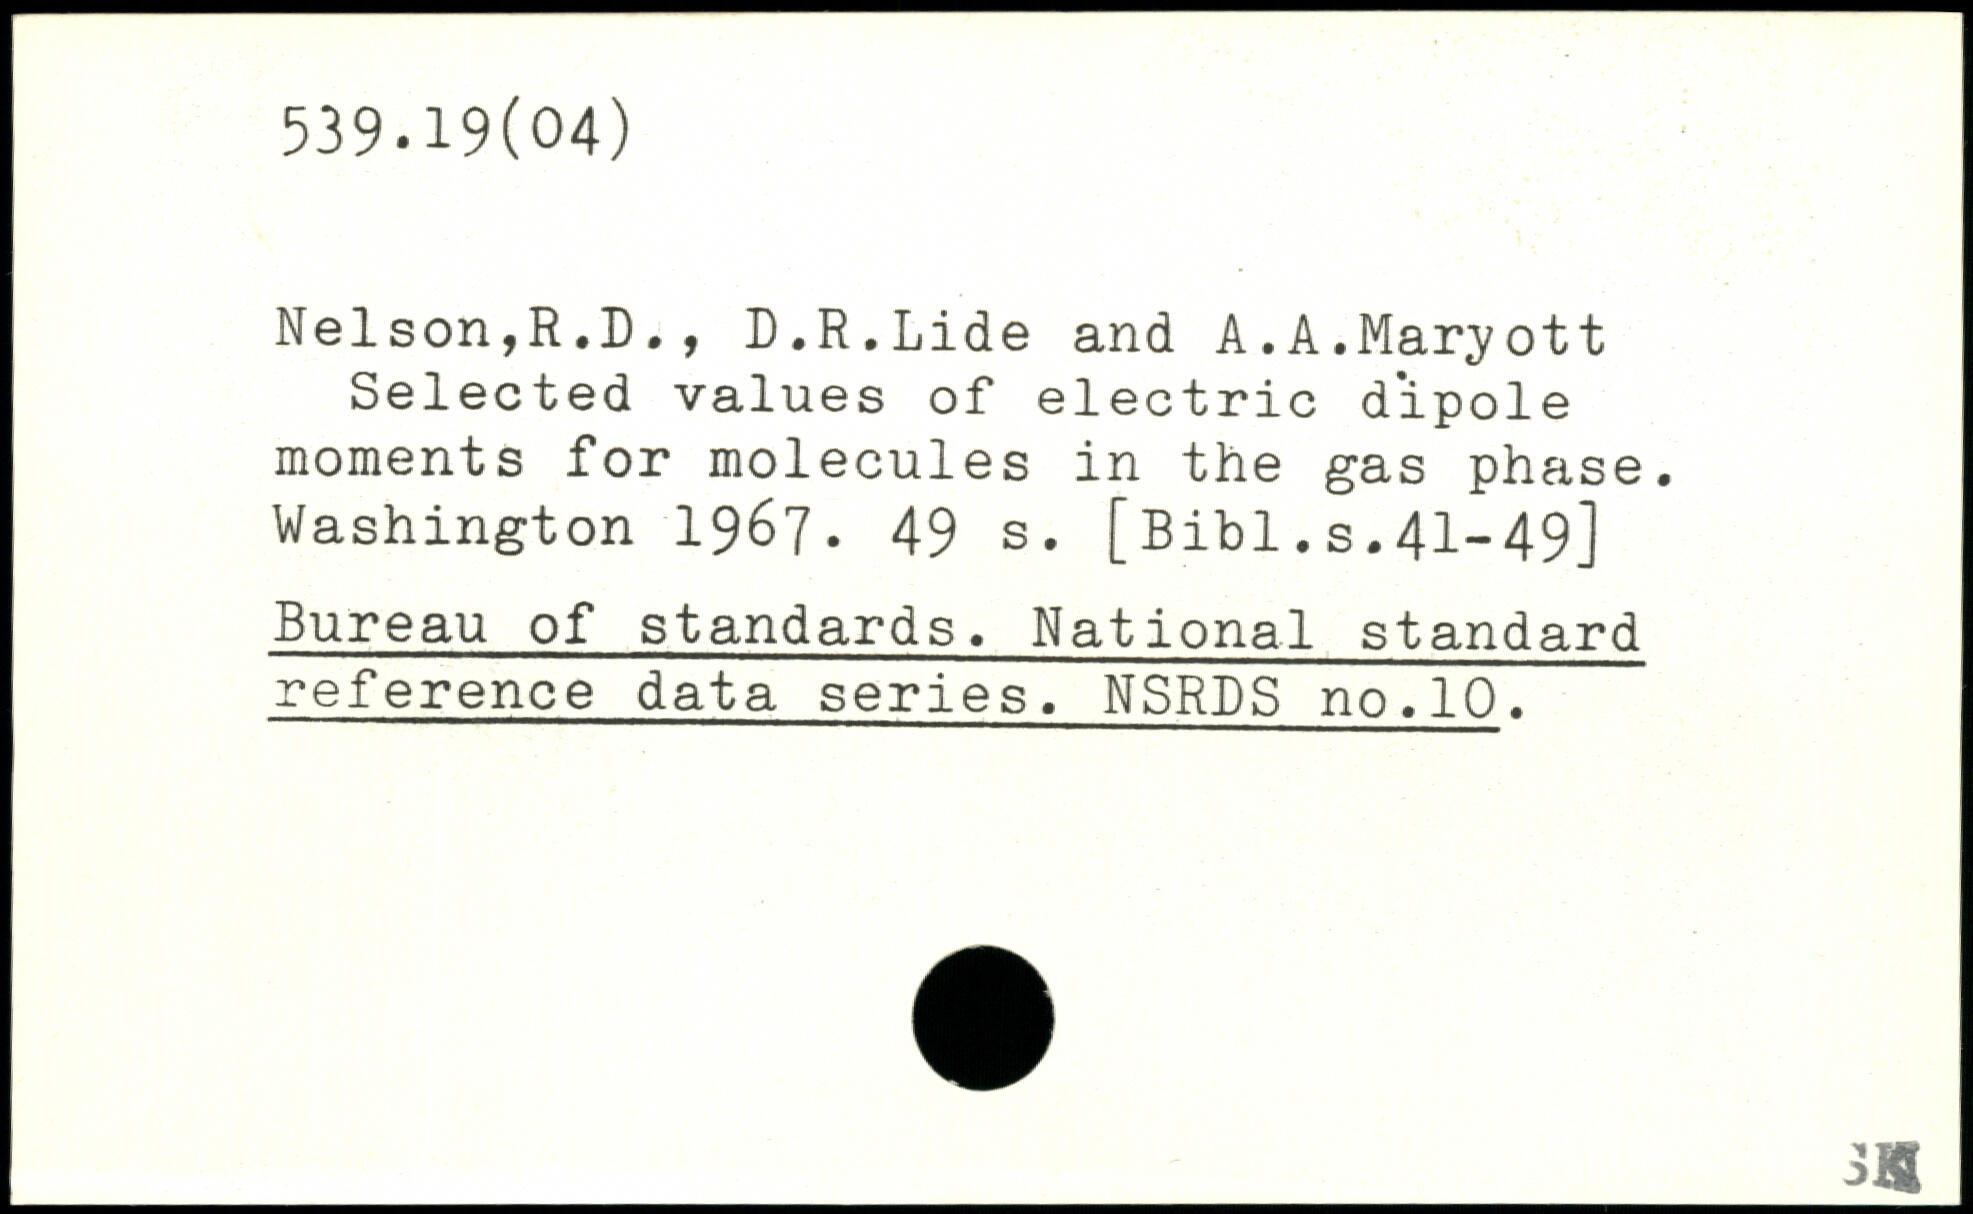 539.19(04)
Nelson,R.D., D.R.Lide and A.A.Maryott
Selected values of electric dipole
moments for molecules in the gas phase.
Washington 1967. 49 s. [Bibl.s.41-49]
Bureau of standards. National standard
reference data series. NSRDS no.10.